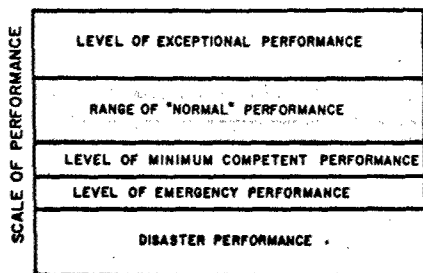 SCALE OF PERFORMANCE
LEVEL OF EXCEPTIONAL PERFORMANCE
RANGE OF "NORMAL" PERFORMANCE
LEVEL OF MINIMUM COMPETENT PERFORMANCE
LEVEL OF EMERGENCY PERFORMANCE
DISASTER PERFORMANCE